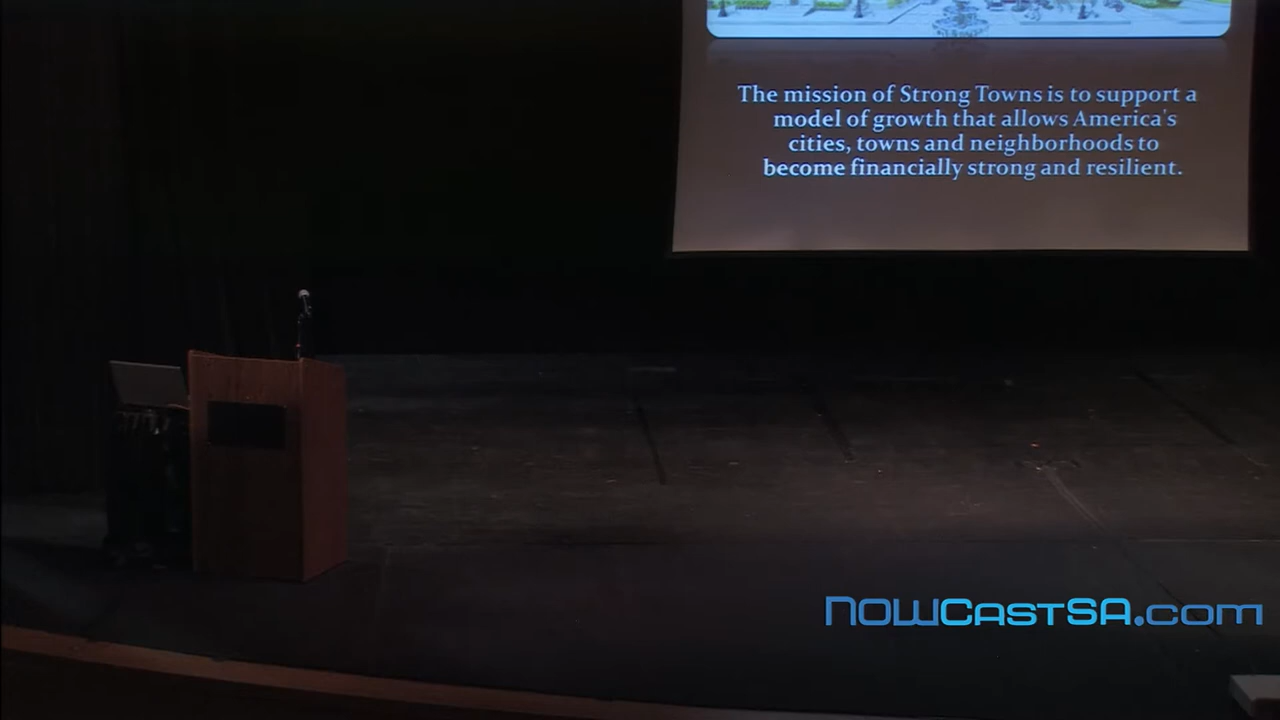 The mission of Strong Towns is to support a
model of growth that allows America's
cities, towns and neighborhoods to
become financially strong and resilient.
NOWCastSA.com